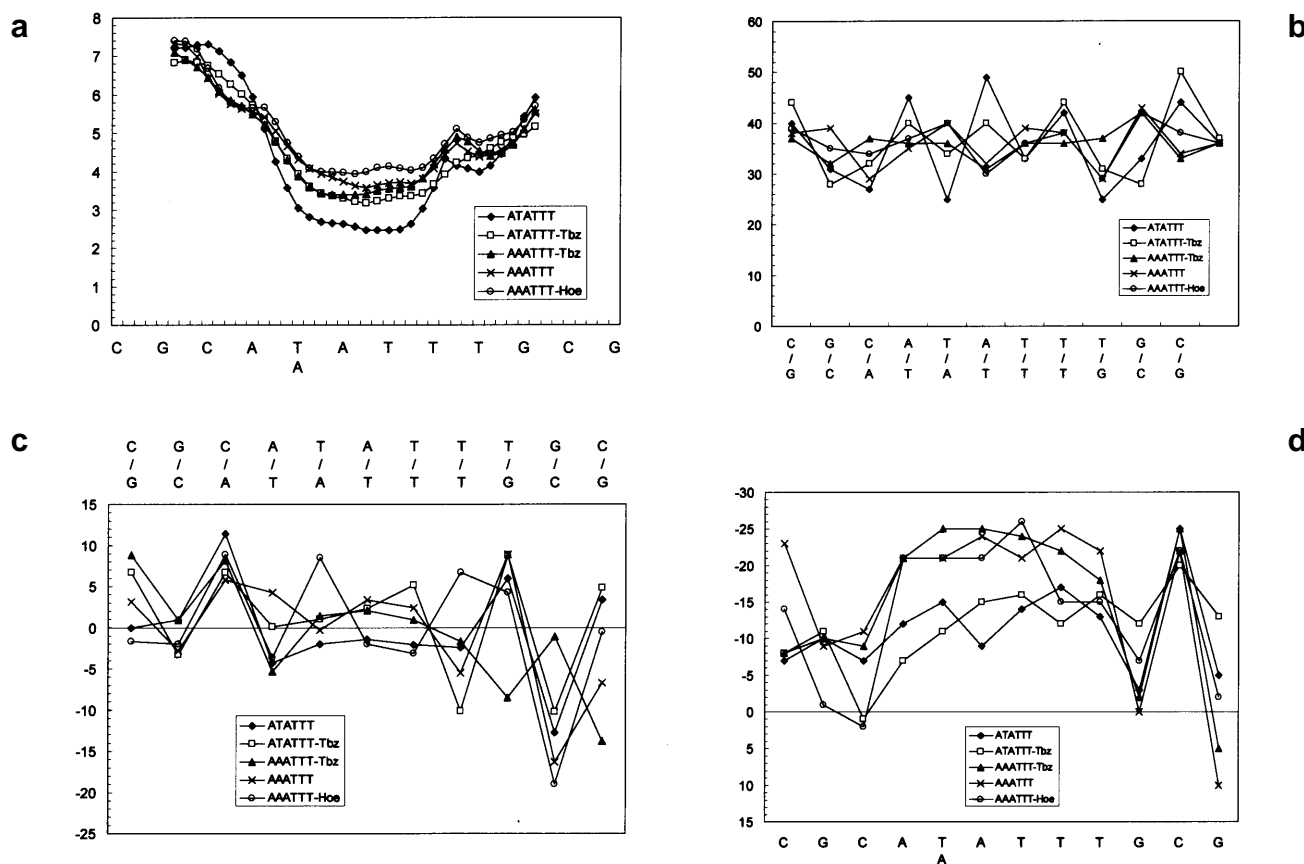 a
8
7
6
5
4
3
2
1
0
ATATTT
ATATTT-Tbz
AAATTT-Tbz
AAATTT
AAATTT-Hoe
C G C A T A T T T G C G
A
b
60
50
40
30
20
10
0
ATATTT
ATATTT-Tbz
AAATTT-Tbz
AAATTT
AAATTT-Hoe
C G C A T A T T G C
/ / / / / / / / / /
G C A T A T T G C G
c
C G C A T A T T T G C
/ / / / / / / / / / /
G C A T A T T T G C G
15
10
5
0
-5
-10
-15
-20
-25
ATATTT
ATATTT-Tbz
AAATTT-Tbz
AAATTT
AAATTT-Hoe
d
-30
-25
-20
-15
-10
-5
0
5
10
15
ATATTT
ATATTT-Tbz
AAATTT-Tbz
AAATTT
AAATTT-Hoe
C G C A T A T T T G C G
A